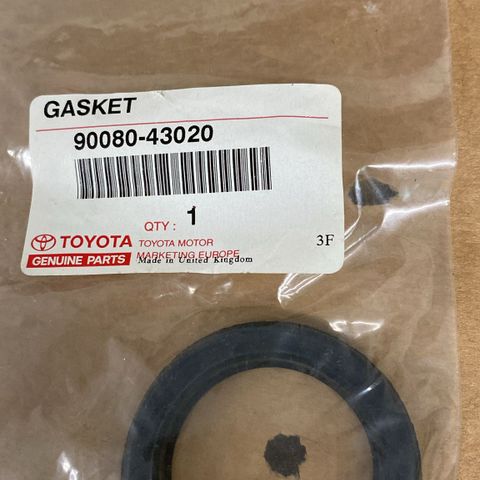 GASKET
90080-43020
QTY : 1
TOYOTA
GENUINE PARTS
TOYOTA MOTOR
MARKETING EUROPE
3F
Made in United Kingdom